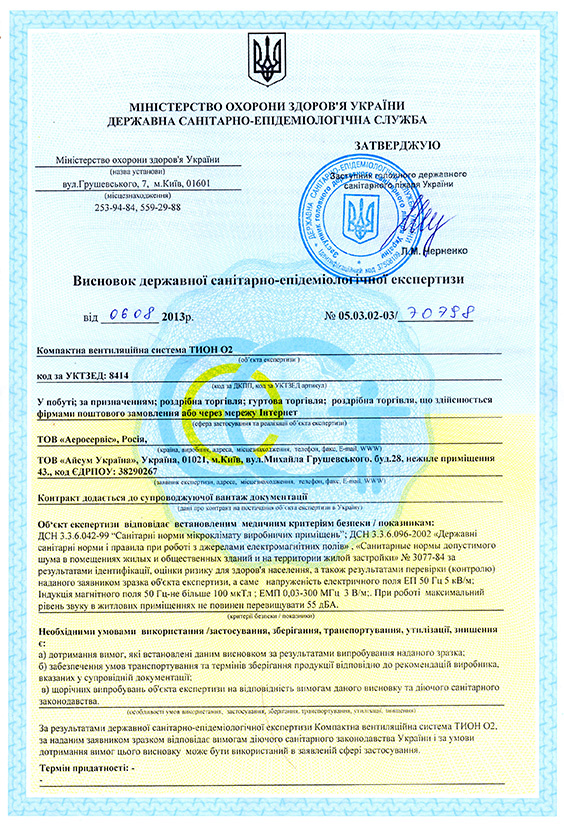 МІНІСТЕРСТВО ОХОРОНИ ЗДОРОВ'Я УКРАЇНИ
ДЕРЖАВНА САНІТАРНО-ЕПІДЕМІОЛОГІЧНА СЛУЖБА
ЗАТВЕРДЖУЮ
Міністерство охорони здоров'я України
(назва установи)
вул.Грушевського, 7, м.Київ, 01601
(місцезнаходження)
253-94-84, 559-29-88
Заступник головного державного
санітарного лікаря України
Л.М. Черненко
Висновок державної санітарно-епідеміологічної експертизи
від 0608 2013р. № 05.03.02-03/ 70798
Компактна вентиляційна система ТИОН О2
(об'єкта експертизи )
код за УКТЗЕД: 8414
(код за ДКПП, код за УКТЗЕД артикул)
У побуті; за призначенням; роздрібна торгівля; гуртова торгівля; роздрібна торгівля, що здійснюється
фірмами поштового замовлення або через мережу Інтернет
(сфера застосування та реалізації об'єкта експертизи)
ТОВ «Аеросервіс», Росія,
(країна, виробник, адреса, місцезнаходження, телефон, факс, E-mail, WWW)
ТОВ «Айсум Україна», Україна, 01021, м.Київ, вул.Михайла Грушевського, буд.28, нежиле приміщення
43., код ЄДРПОУ: 38290267
(заявник експертизи, адреса, місцезнаходження, телефон, факс, E-mail, WWW)
Контракт додається до супроводжуючої вантаж документації
(дані про контракт на постачання об'єкта експертизи в Україну)
Об'єкт експертизи відповідає встановленим медичним критеріям безпеки / показникам:
ДСН 3.3.6.042-99 “Санітарні норми мікроклімату виробничих приміщень”; ДСН 3.3.6.096-2002 «Державні
санітарні норми і правила при роботі з джерелами електромагнітних полів» , «Санитарные нормы допустимого
шума в помещениях жилых и общественных зданий и на территории жилой застройки» № 3077-84 за
результатами ідентифікації, оцінки ризику для здоров'я населення, а також результатами перевірки (контролю)
наданого заявником зразка об'єкта експертизи, а саме напруженість електричного поля ЕП 50 Гц 5 кВ/м;
Індукція магнітного поля 50 Гц-не більше 100 мкТл ; ЕМП 0,03-300 МГц 3 В/м;. При роботі максимальний
рівень звуку в житлових приміщеннях не повинен перевищувати 55 дБА.
(критерії безпеки / показники)
Необхідними умовами використання /застосування, зберігання, транспортування, утилізації, знищення
є:
а) дотримання вимог, які встановлені даним висновком за результатами випробування наданого зразка;
б) забезпечення умов транспортування та термінів зберігання продукції відповідно до рекомендацій виробника,
вказаних у супровідній документації;
в) щорічних випробувань об'єкта експертизи на відповідність вимогам даного висновку та діючого санітарного
законодавства.
(особливості умов використання, застосування, зберігання, транспортування, утилізації, знищення)
За результатами державної санітарно-епідеміологічної експертизи Компактна вентиляційна система ТИОН О2,
за наданим заявником зразком відповідає вимогам діючого санітарного законодавства України і за умови
дотримання вимог цього висновку може бути використаний в заявленій сфері застосування.
Термін придатності: -
-